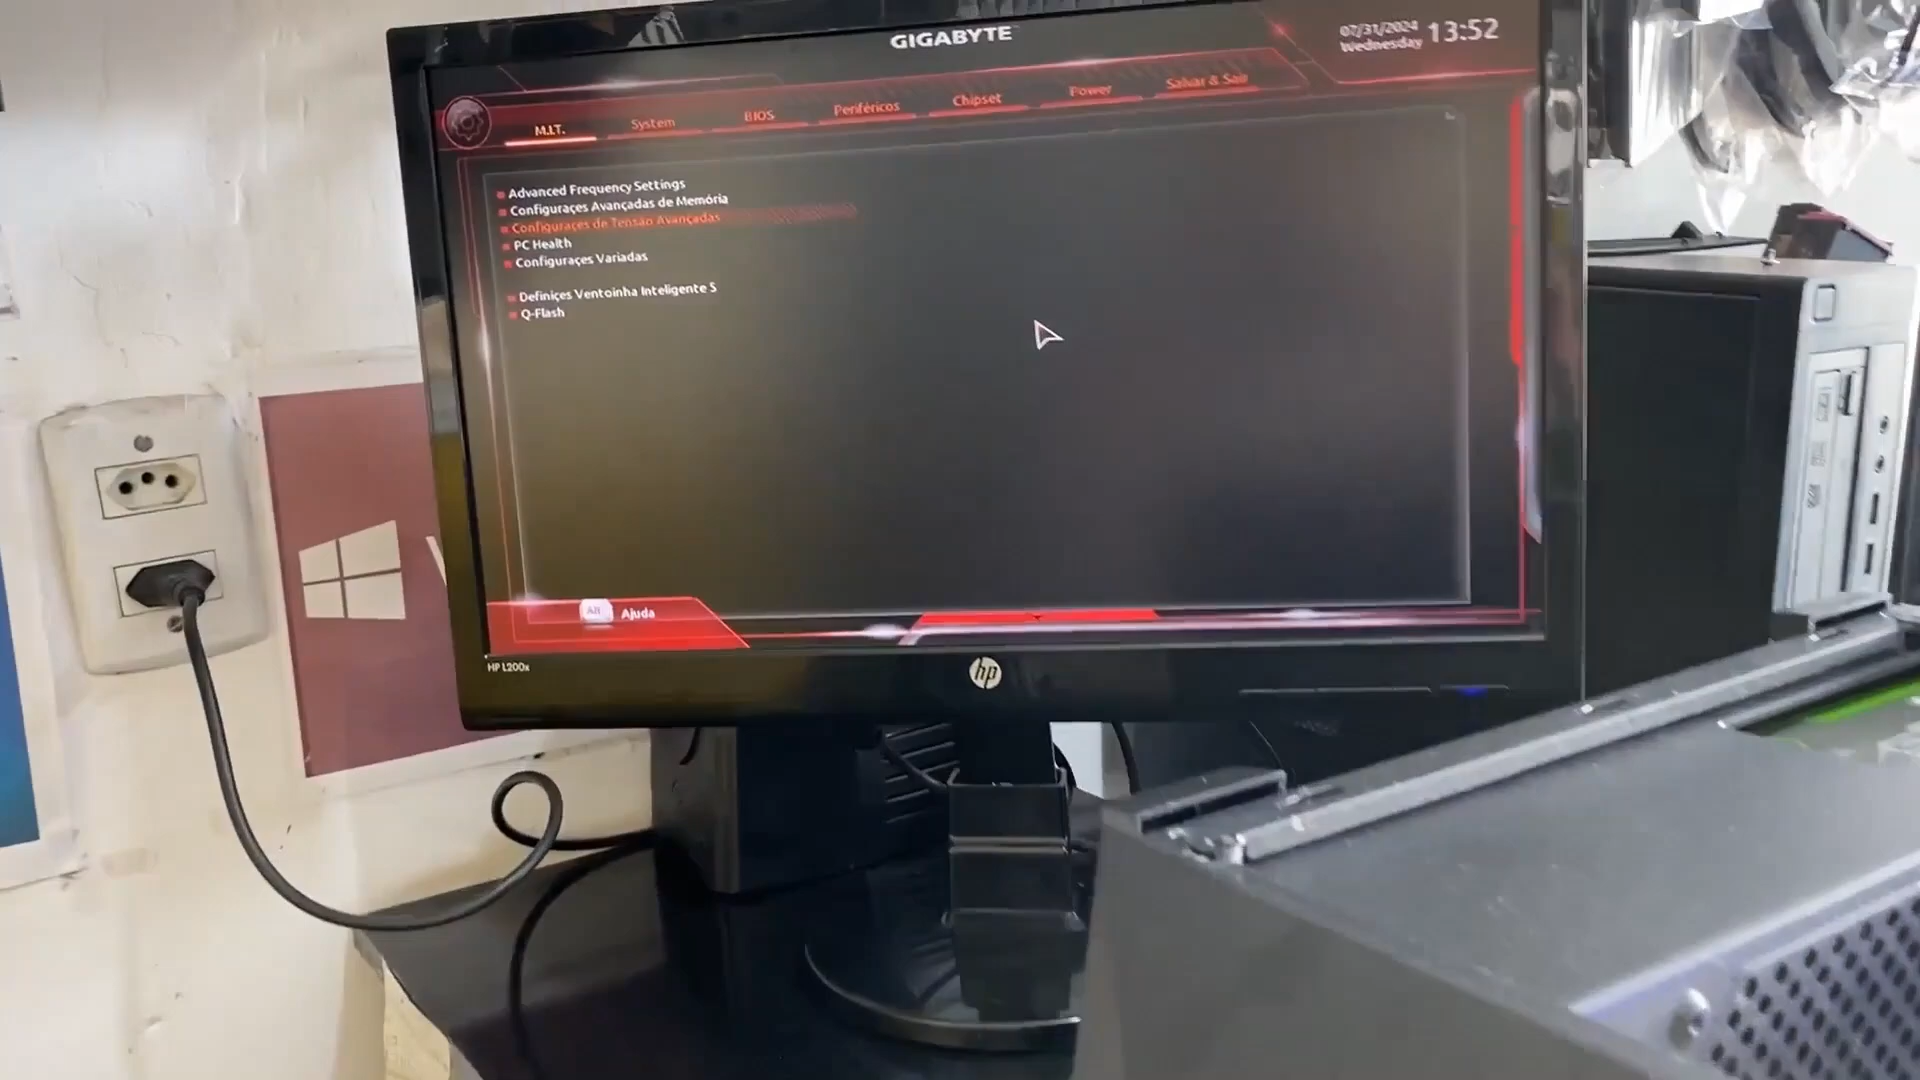 GIGABYTE
07/31/2024
Wednesday
13:52
M.I.T.
System
BIOS
Periféricos
Chipset
Power
Salvar & Sair
Advanced Frequency Settings
Configuraçes Avançadas de Memória
Configuraçes de Tensão Avançadas
PC Health
Configuraçes Variadas
Definiçes Ventoinha Inteligente 5
Q-Flash
Alt
Ajuda
HP L200x
hp